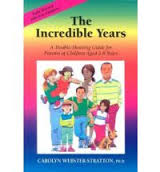 The
Incredible Years
A Trouble-Shooting Guide for
Parents of Children Aged 3-8 Years
CAROLYN WEBSTER-STRATTON, PH.D.